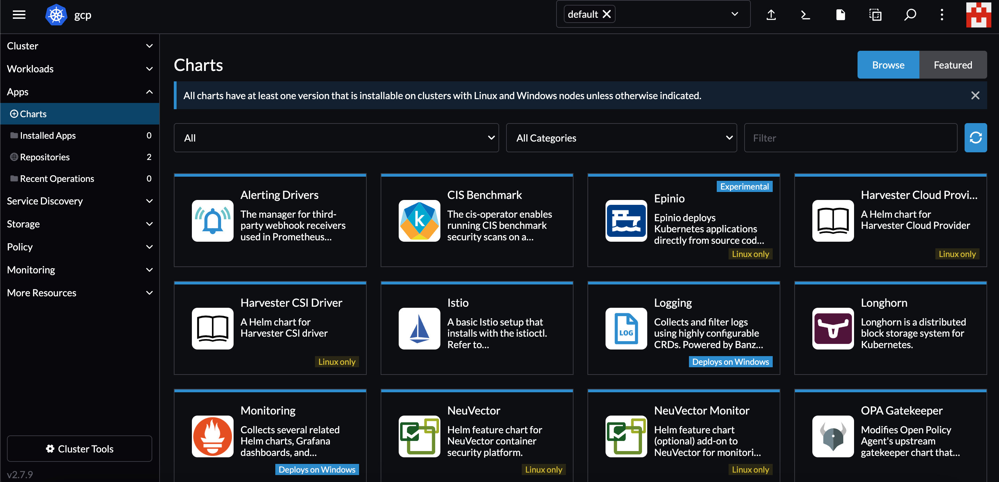 gcp
default
Cluster
Workloads
Apps
Charts
Installed Apps 0
Repositories 2
Recent Operations 0
Service Discovery
Storage
Policy
Monitoring
More Resources
Cluster Tools
v2.7.9
Charts
Browse Featured
All charts have at least one version that is installable on clusters with Linux and Windows nodes unless otherwise indicated.
All All Categories Filter
Alerting Drivers
The manager for third-
party webhook receivers
used in Prometheus...
CIS Benchmark
k
The cis-operator enables
running CIS benchmark
security scans on a...
Experimental
Epinio
Epinio deploys
Kubernetes applications
directly from source cod...
Linux only
Harvester Cloud Provi...
A Helm chart for
Harvester Cloud Provider
Linux only
Harvester CSI Driver
A Helm chart for
Harvester CSI driver
Linux only
Istio
A basic Istio setup that
installs with the istioctl.
Refer to...
Logging
LOG
Collects and filter logs
using highly configurable
CRDs. Powered by Banz...
Deploys on Windows
Longhorn
Longhorn is a distributed
block storage system for
Kubernetes.
Monitoring
Collects several related
Helm charts, Grafana
dashboards, and...
Deploys on Windows
NeuVector
Helm feature chart for
NeuVector container
security platform.
Linux only
NeuVector Monitor
Helm feature chart
(optional) add-on to
NeuVector for monitori...
Linux only
OPA Gatekeeper
Modifies Open Policy
Agent's upstream
gatekeeper chart that...